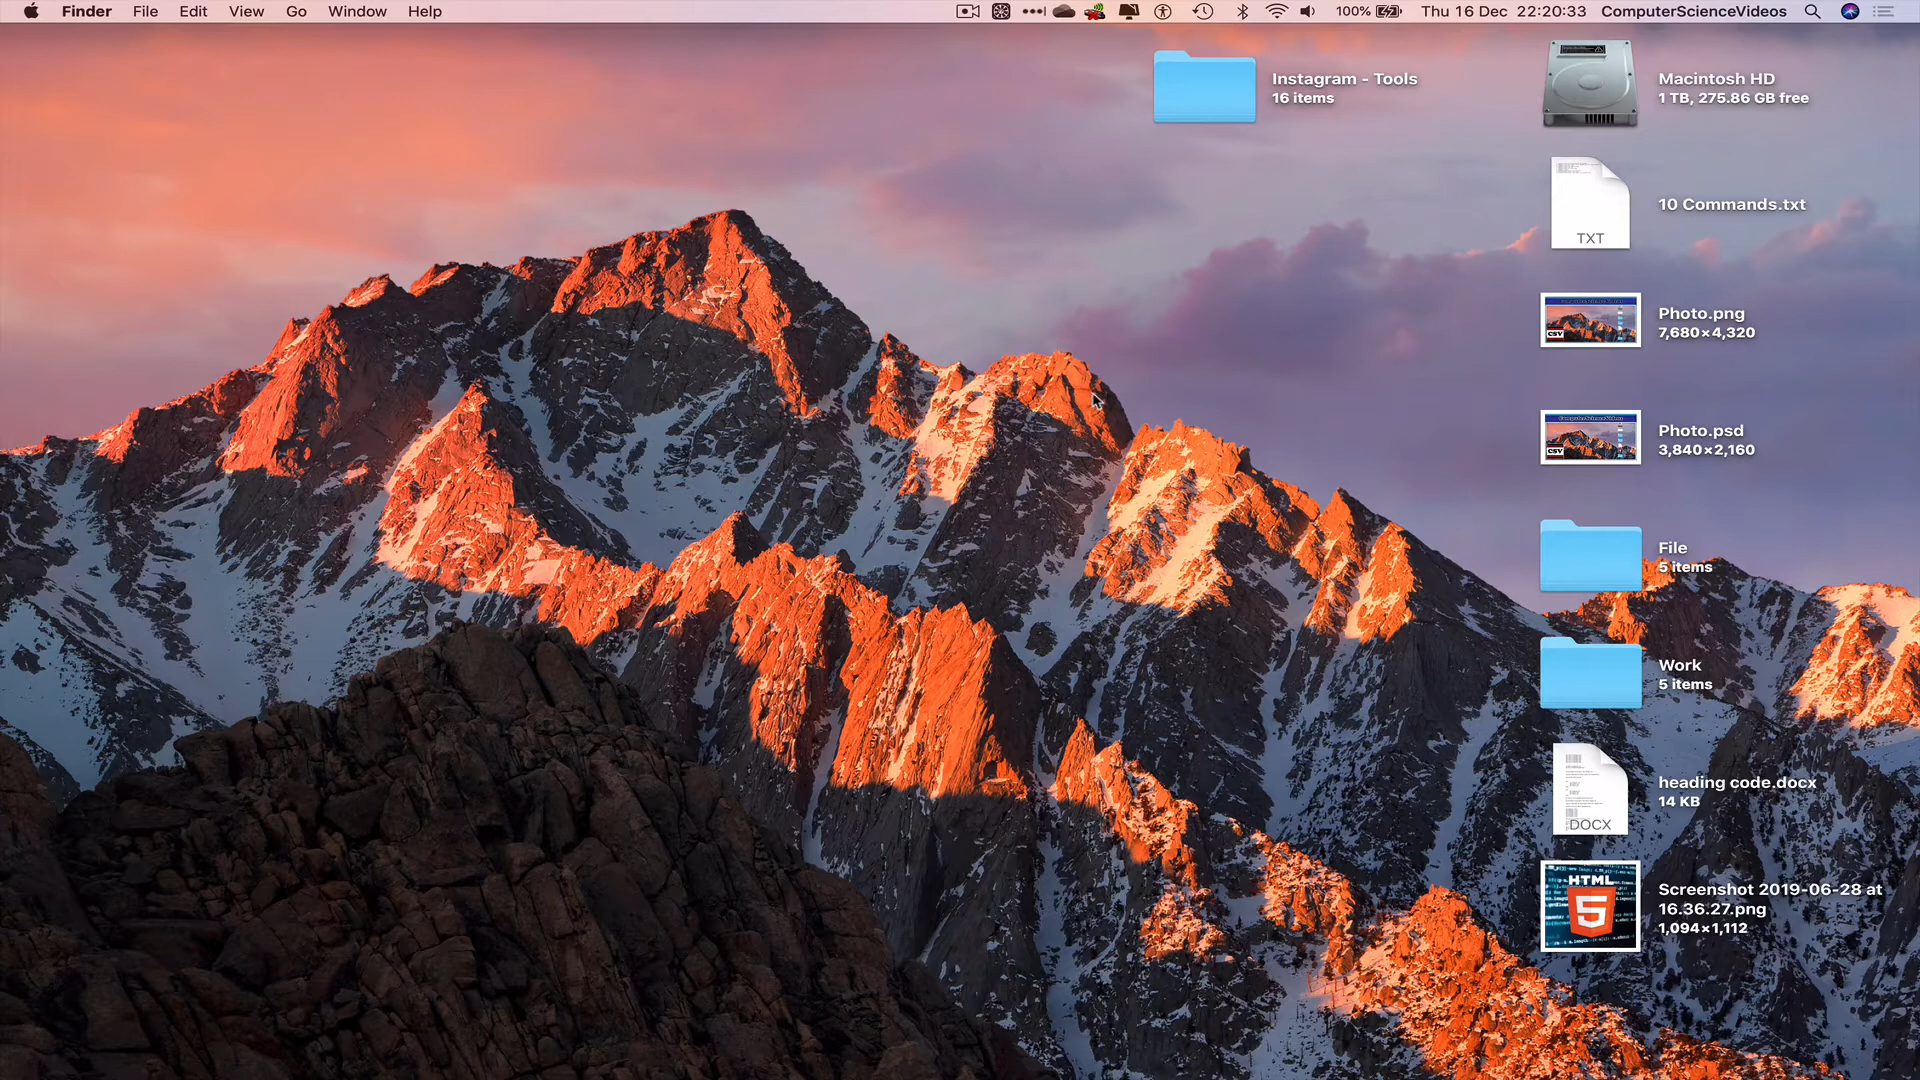 Finder File Edit View Go Window Help
100% Thu 16 Dec 22:20:33 ComputerScienceVideos
Instagram - Tools
16 items
Macintosh HD
1 TB, 275.86 GB free
TXT
10 Commands.txt
Photo.png
7,680×4,320
CSV
Photo.psd
3,840×2,160
CSV
File
5 items
Work
5 items
DOCX
heading code.docx
14 KB
HTML
5
Screenshot 2019-06-28 at
16.36.27.png
1,094×1,112